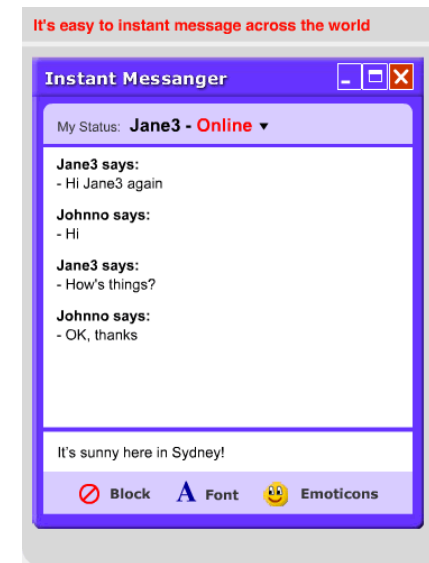 It's easy to instant message across the world
Instant Messanger
My Status: Jane3 - Online
Jane3 says:
- Hi Jane3 again
Johnno says:
- Hi
Jane3 says:
- How's things?
Johnno says:
- OK, thanks
It's sunny here in Sydney!
Block A Font Emoticons